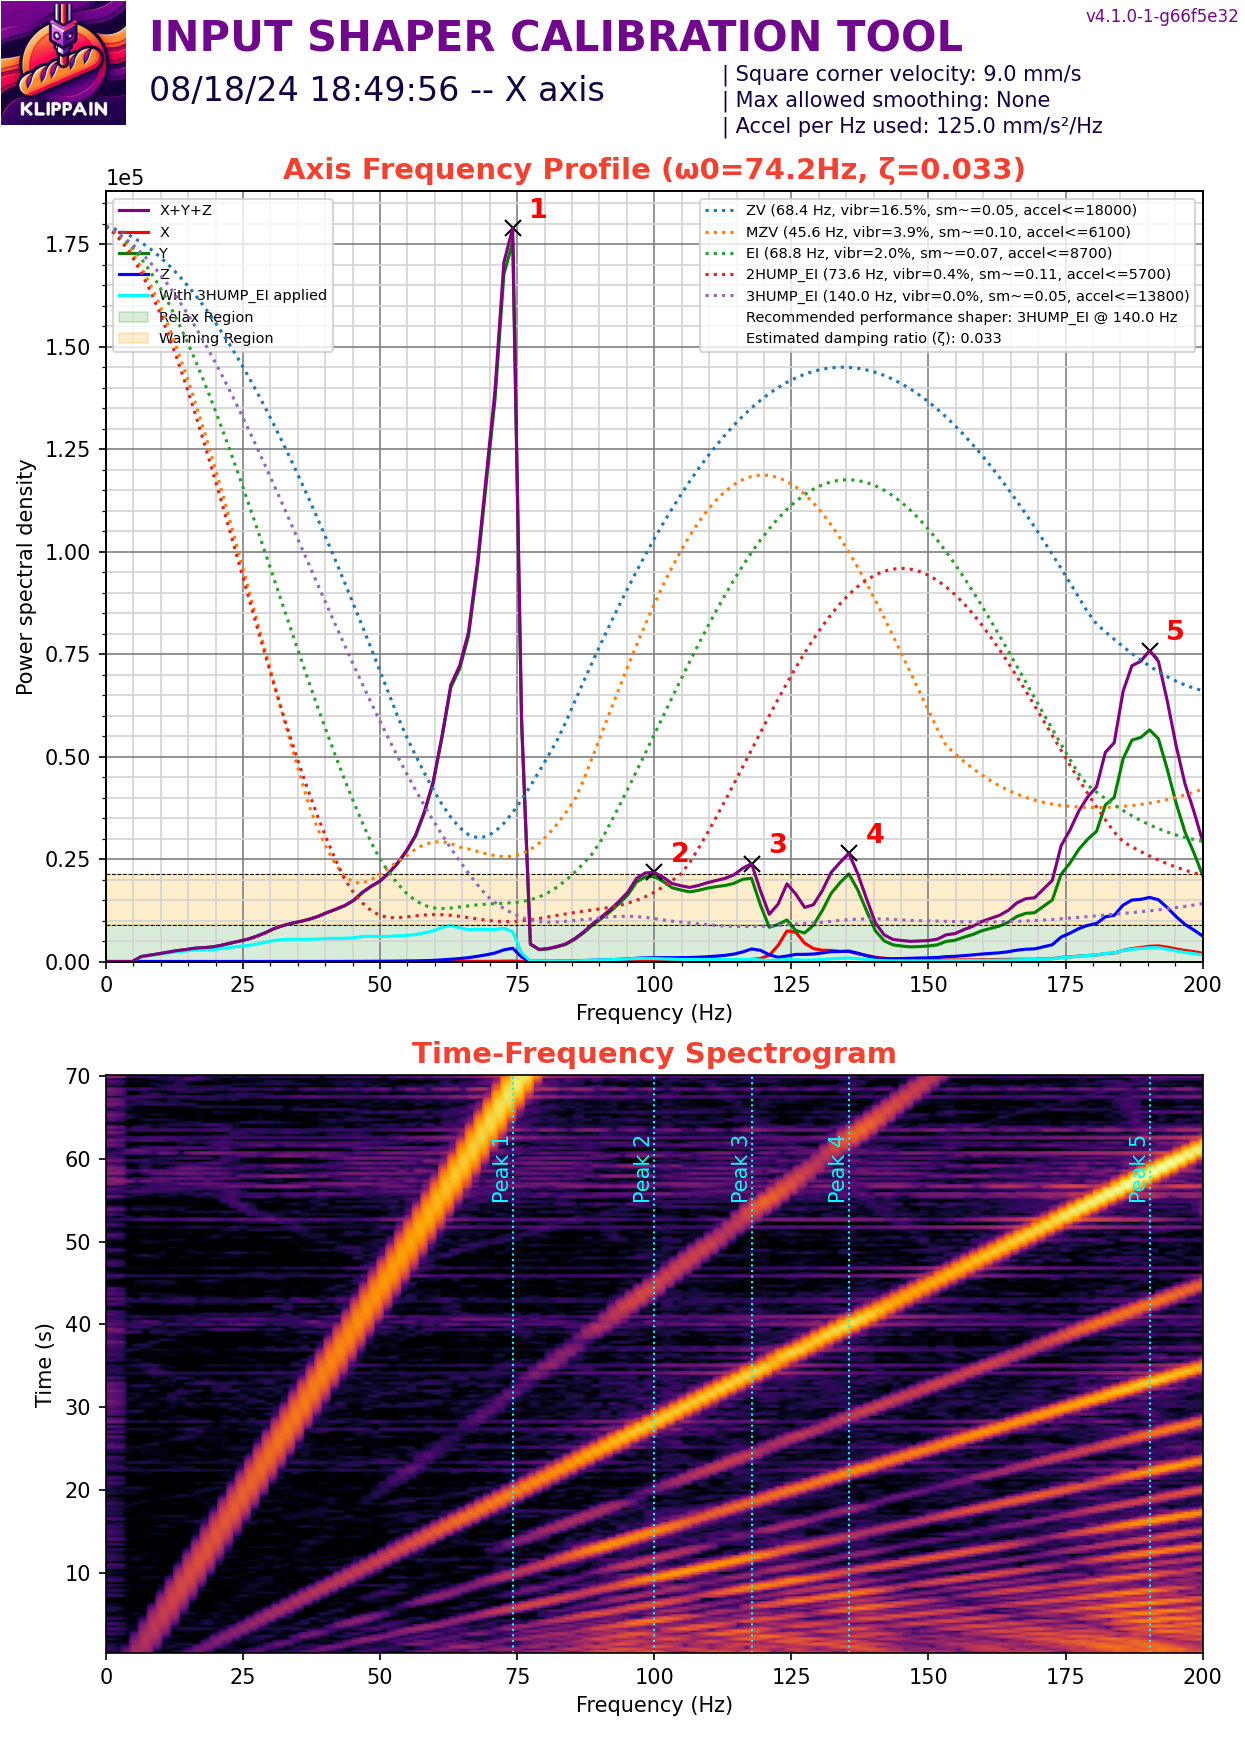 v4.1.0-1-g66f5e32
INPUT SHAPER CALIBRATION TOOL
KLIPPAIN
08/18/24 18:49:56 -- X axis
| Square corner velocity: 9.0 mm/s
| Max allowed smoothing: None
| Accel per Hz used: 125.0 mm/s²/Hz
Axis Frequency Profile (ω0=74.2Hz, ζ=0.033)
1e5
X+Y+Z
X
Y
Z
With 3HUMP_EI applied
Relax Region
Warning Region
ZV (68.4 Hz, vibr=16.5%, sm~=0.05, accel<=18000)
MZV (45.6 Hz, vibr=3.9%, sm~=0.10, accel<=6100)
EI (68.8 Hz, vibr=2.0%, sm~=0.07, accel<=8700)
2HUMP_EI (73.6 Hz, vibr=0.4%, sm~=0.11, accel<=5700)
3HUMP_EI (140.0 Hz, vibr=0.0%, sm~=0.05, accel<=13800)
Recommended performance shaper: 3HUMP_EI @ 140.0 Hz
Estimated damping ratio (ζ): 0.033
1
2
3
4
5
Power spectral density
1.75
1.50
1.25
1.00
0.75
0.50
0.25
0.00
0 25 50 75 100 125 150 175 200
Frequency (Hz)
Time-Frequency Spectrogram
Time (s)
70
60
50
40
30
20
10
Peak 1
Peak 2
Peak 3
Peak 4
Peak 5
0 25 50 75 100 125 150 175 200
Frequency (Hz)